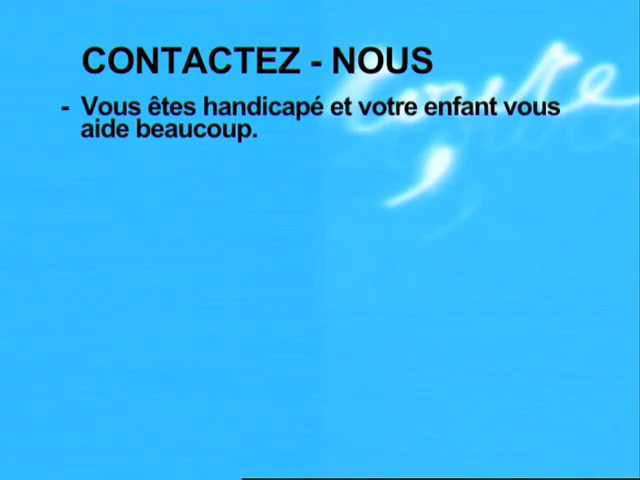 CONTACTEZ - NOUS
- Vous êtes handicapé et votre enfant vous
aide beaucoup.